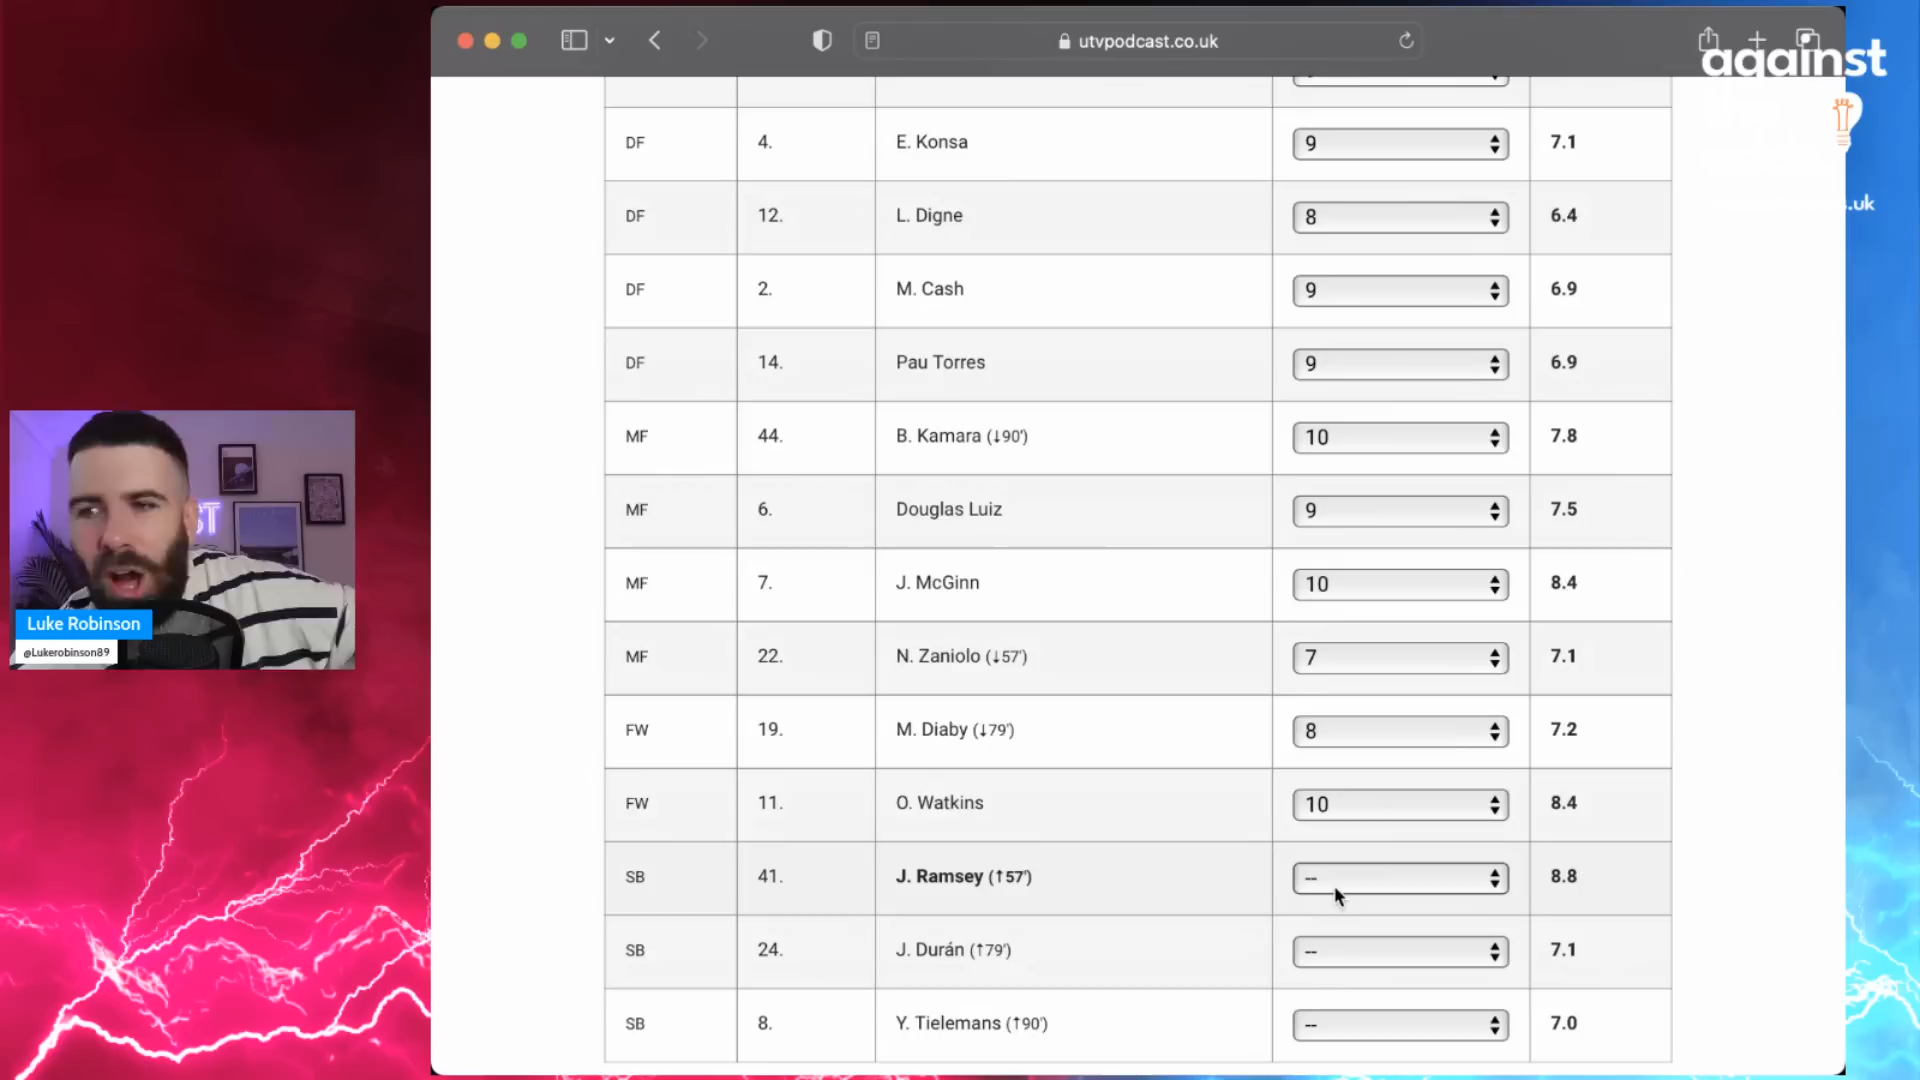 utvpodcast.co.uk
against
.uk
DF 4. E. Konsa 9 7.1
DF 12. L. Digne 8 6.4
DF 2. M. Cash 9 6.9
DF 14. Pau Torres 9 6.9
MF 44. B. Kamara (↓90') 10 7.8
MF 6. Douglas Luiz 9 7.5
MF 7. J. McGinn 10 8.4
MF 22. N. Zaniolo (↓57') 7 7.1
FW 19. M. Diaby (↓79') 8 7.2
FW 11. O. Watkins 10 8.4
SB 41. J. Ramsey (↑57') -- 8.8
SB 24. J. Durán (↑79') -- 7.1
SB 8. Y. Tielemans (↑90') -- 7.0
ST
Luke Robinson
@Lukerobinson89